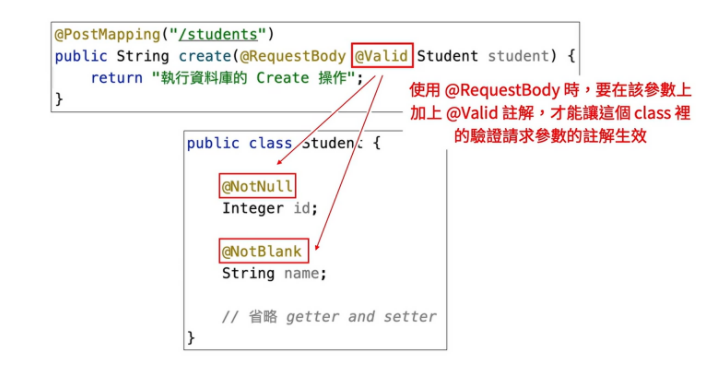 @PostMapping("/students")
public String create(@RequestBody @Valid Student student) {
    return "執行資料庫的 Create 操作";
}
使用 @RequestBody 時，要在該參數上
加上 @Valid 註解，才能讓這個 class 裡
的驗證請求參數的註解生效
public class Student {
    @NotNull
    Integer id;
    @NotBlank
    String name;
    // 省略 getter and setter
}